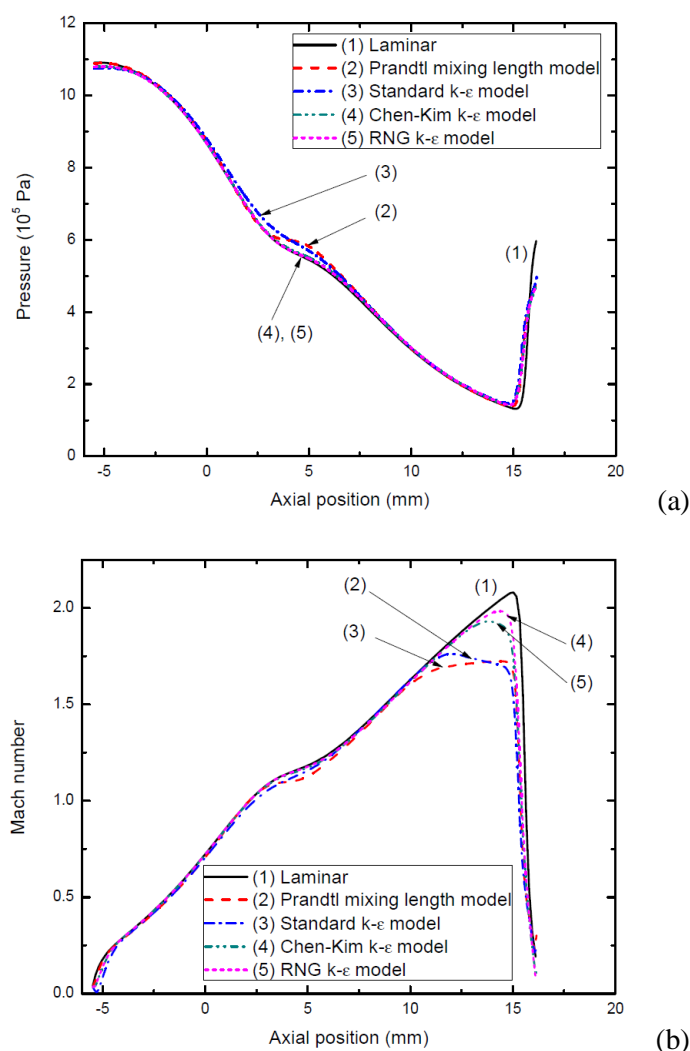 12
10
8
6
4
2
0
Pressure (10⁵ Pa)
(1) Laminar
(2) Prandtl mixing length model
(3) Standard k-ε model
(4) Chen-Kim k-ε model
(5) RNG k-ε model
(3)
(2)
(1)
(4), (5)
-5 0 5 10 15 20
Axial position (mm)
(a)
2.0
1.5
1.0
0.5
0.0
Mach number
(2)
(1)
(3)
(4)
(5)
(1) Laminar
(2) Prandtl mixing length model
(3) Standard k-ε model
(4) Chen-Kim k-ε model
(5) RNG k-ε model
-5 0 5 10 15 20
Axial position (mm)
(b)